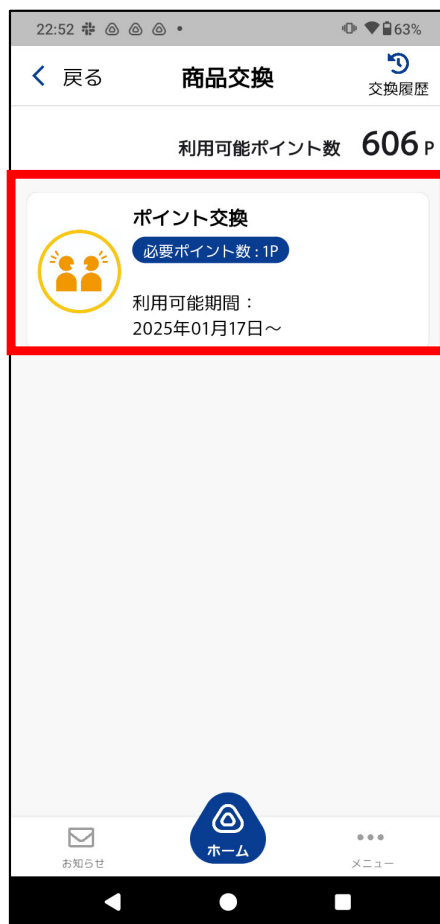 22:52
63%
戻る
商品交換
交換履歴
利用可能ポイント数 606 P
ポイント交換
必要ポイント数 : 1P
利用可能期間：
2025年01月17日～
お知らせ
ホーム
メニュー